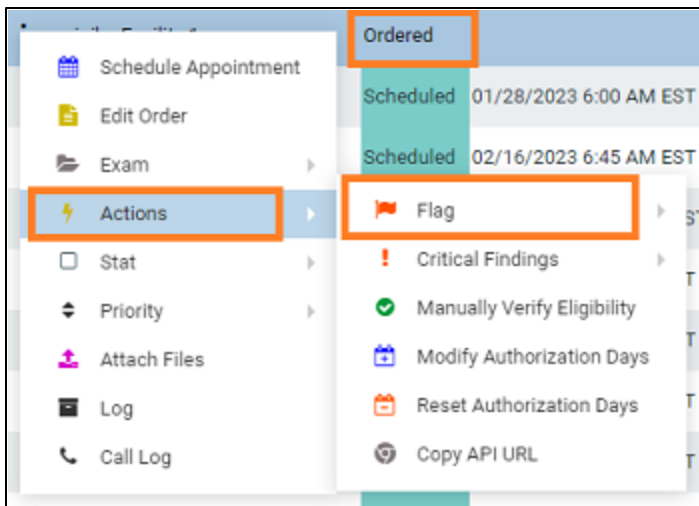 Ordered
Schedule Appointment
Edit Order
Exam
Actions
Stat
Priority
Attach Files
Log
Call Log
Scheduled 01/28/2023 6:00 AM EST
Scheduled 02/16/2023 6:45 AM EST
Flag
Critical Findings
Manually Verify Eligibility
Modify Authorization Days
Reset Authorization Days
Copy API URL